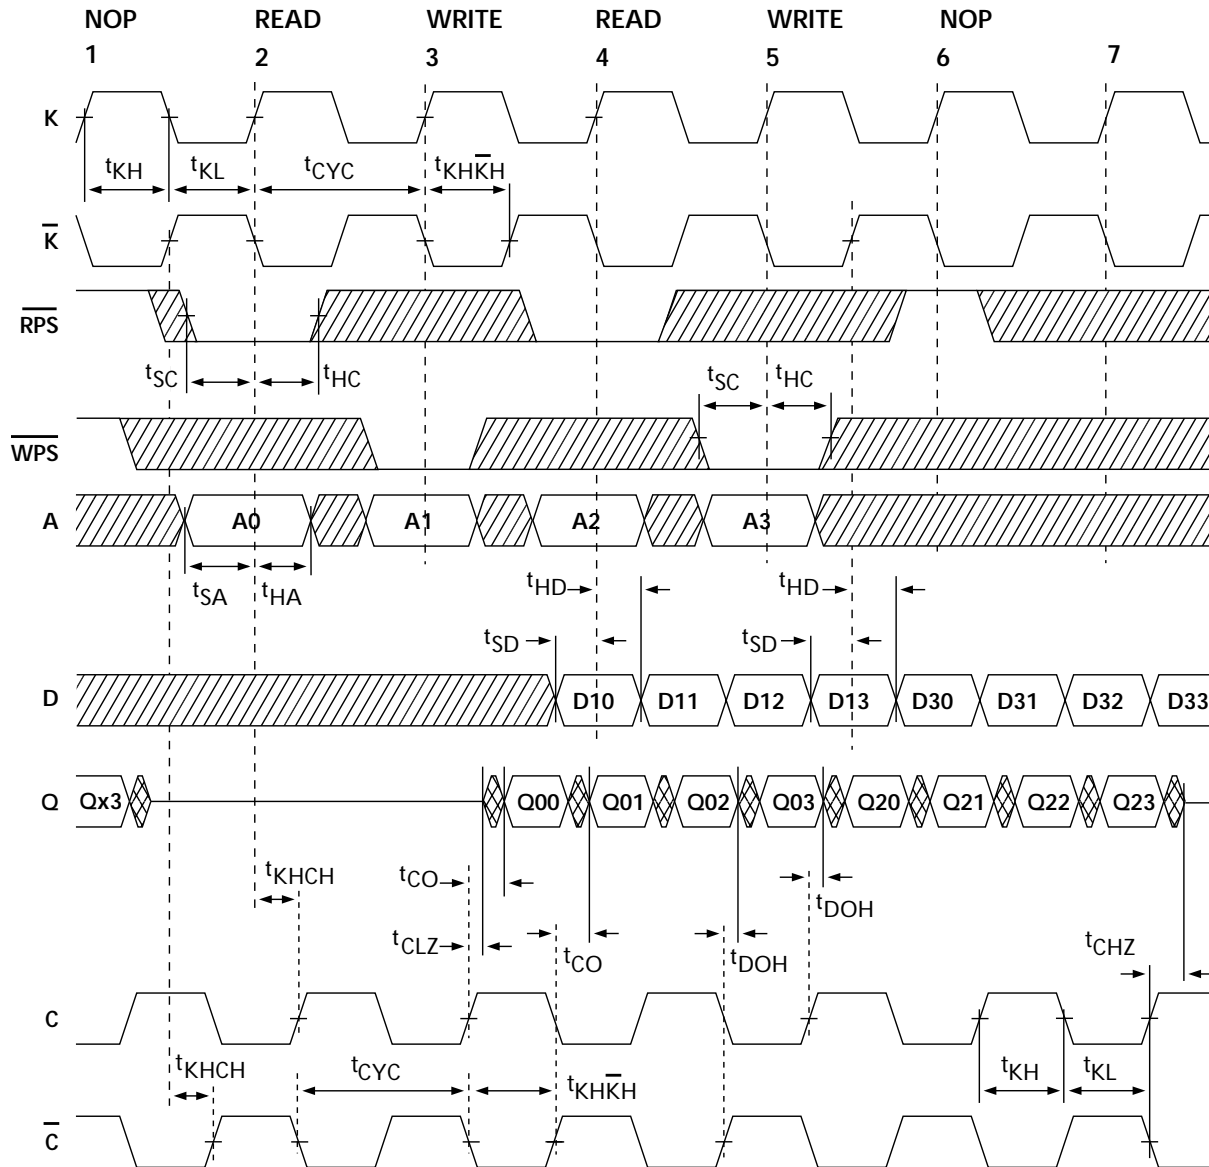 NOP READ WRITE READ WRITE NOP
1 2 3 4 5 6 7
K
tKH tKL tCYC tKHK̅H
K̅
R̅P̅S̅
tSC tHC tSC tHC
W̅P̅S̅
A A0 A1 A2 A3
tSA tHA tHD tHD
tSD tSD
D D10 D11 D12 D13 D30 D31 D32 D33
Q Qx3 Q00 Q01 Q02 Q03 Q20 Q21 Q22 Q23
tKHCH tCO tDOH
tCLZ tCO tDOH tCHZ
C
tKHCH tCYC tKHK̅H tKH tKL
C̅